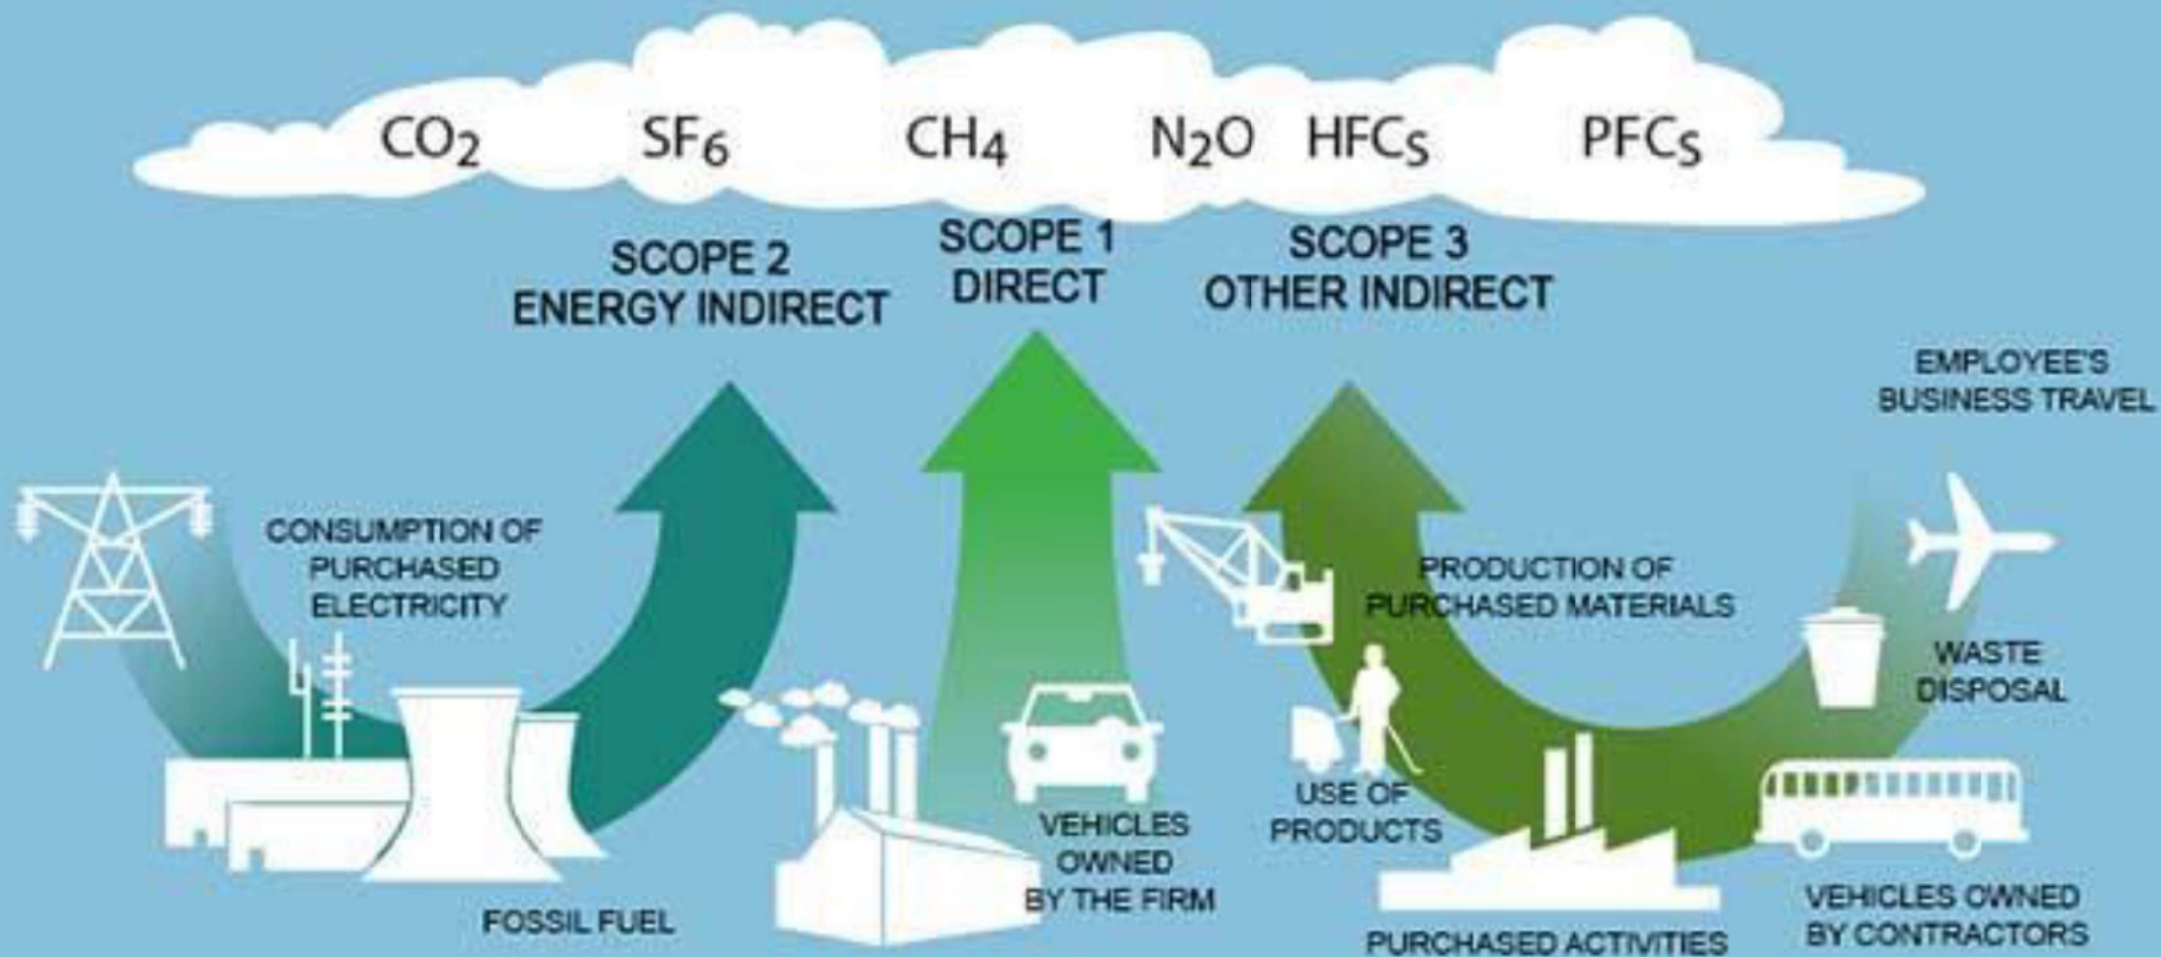 CO₂ SF₆ CH₄ N₂O HFCs PFCs
SCOPE 2
ENERGY INDIRECT
SCOPE 1
DIRECT
SCOPE 3
OTHER INDIRECT
EMPLOYEE'S
BUSINESS TRAVEL
CONSUMPTION OF
PURCHASED
ELECTRICITY
PRODUCTION OF
PURCHASED MATERIALS
WASTE
DISPOSAL
USE OF
PRODUCTS
VEHICLES
OWNED
BY THE FIRM
FOSSIL FUEL
PURCHASED ACTIVITIES
VEHICLES OWNED
BY CONTRACTORS